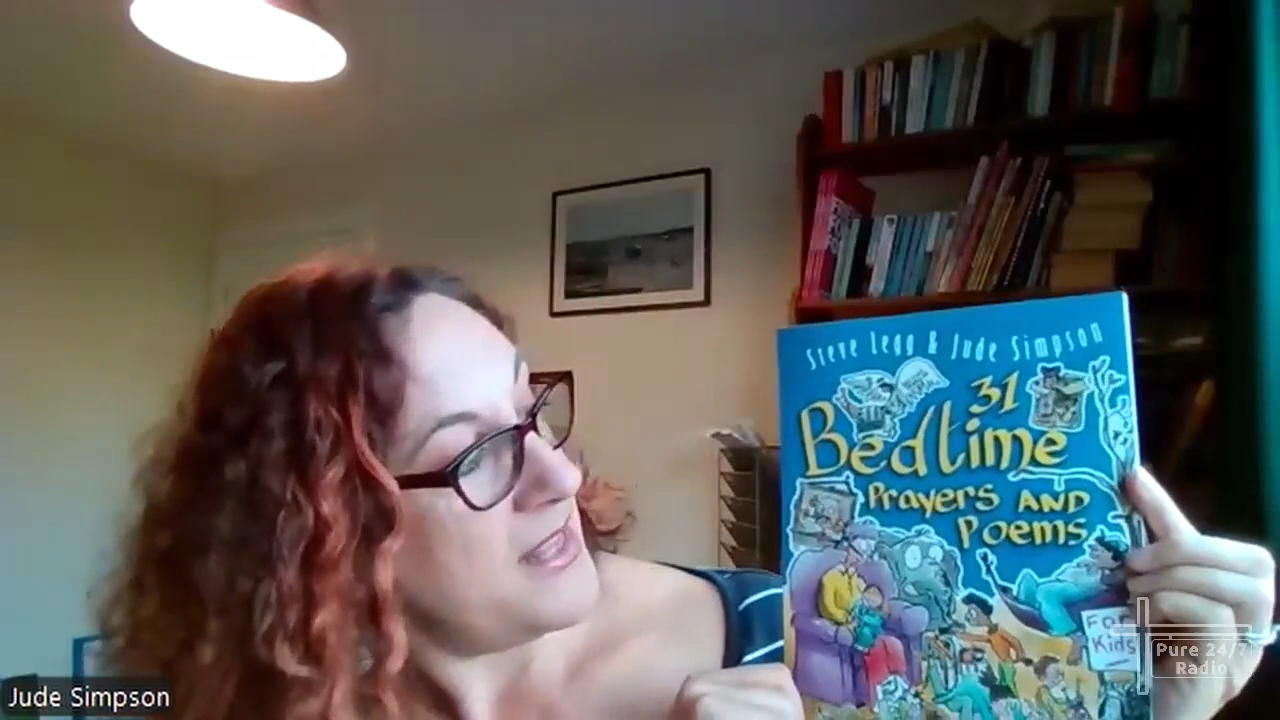 Steve Legg & Jude Simpson
31
Bedtime
Prayers AND
Poems
FOR
Kids
Pure 24/7
Radio
Jude Simpson